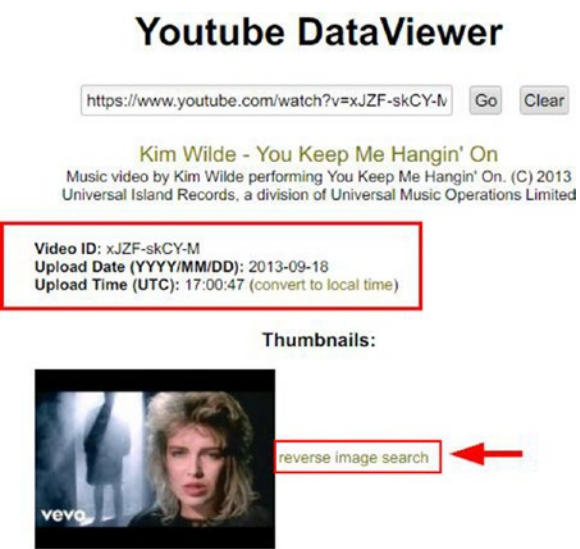 Youtube DataViewer
https://www.youtube.com/watch?v=xJZF-skCY-M Go Clear
Kim Wilde - You Keep Me Hangin' On
Music video by Kim Wilde performing You Keep Me Hangin' On. (C) 2013
Universal Island Records, a division of Universal Music Operations Limited
Video ID: xJZF-skCY-M
Upload Date (YYYY/MM/DD): 2013-09-18
Upload Time (UTC): 17:00:47 (convert to local time)
Thumbnails:
reverse image search
vevo